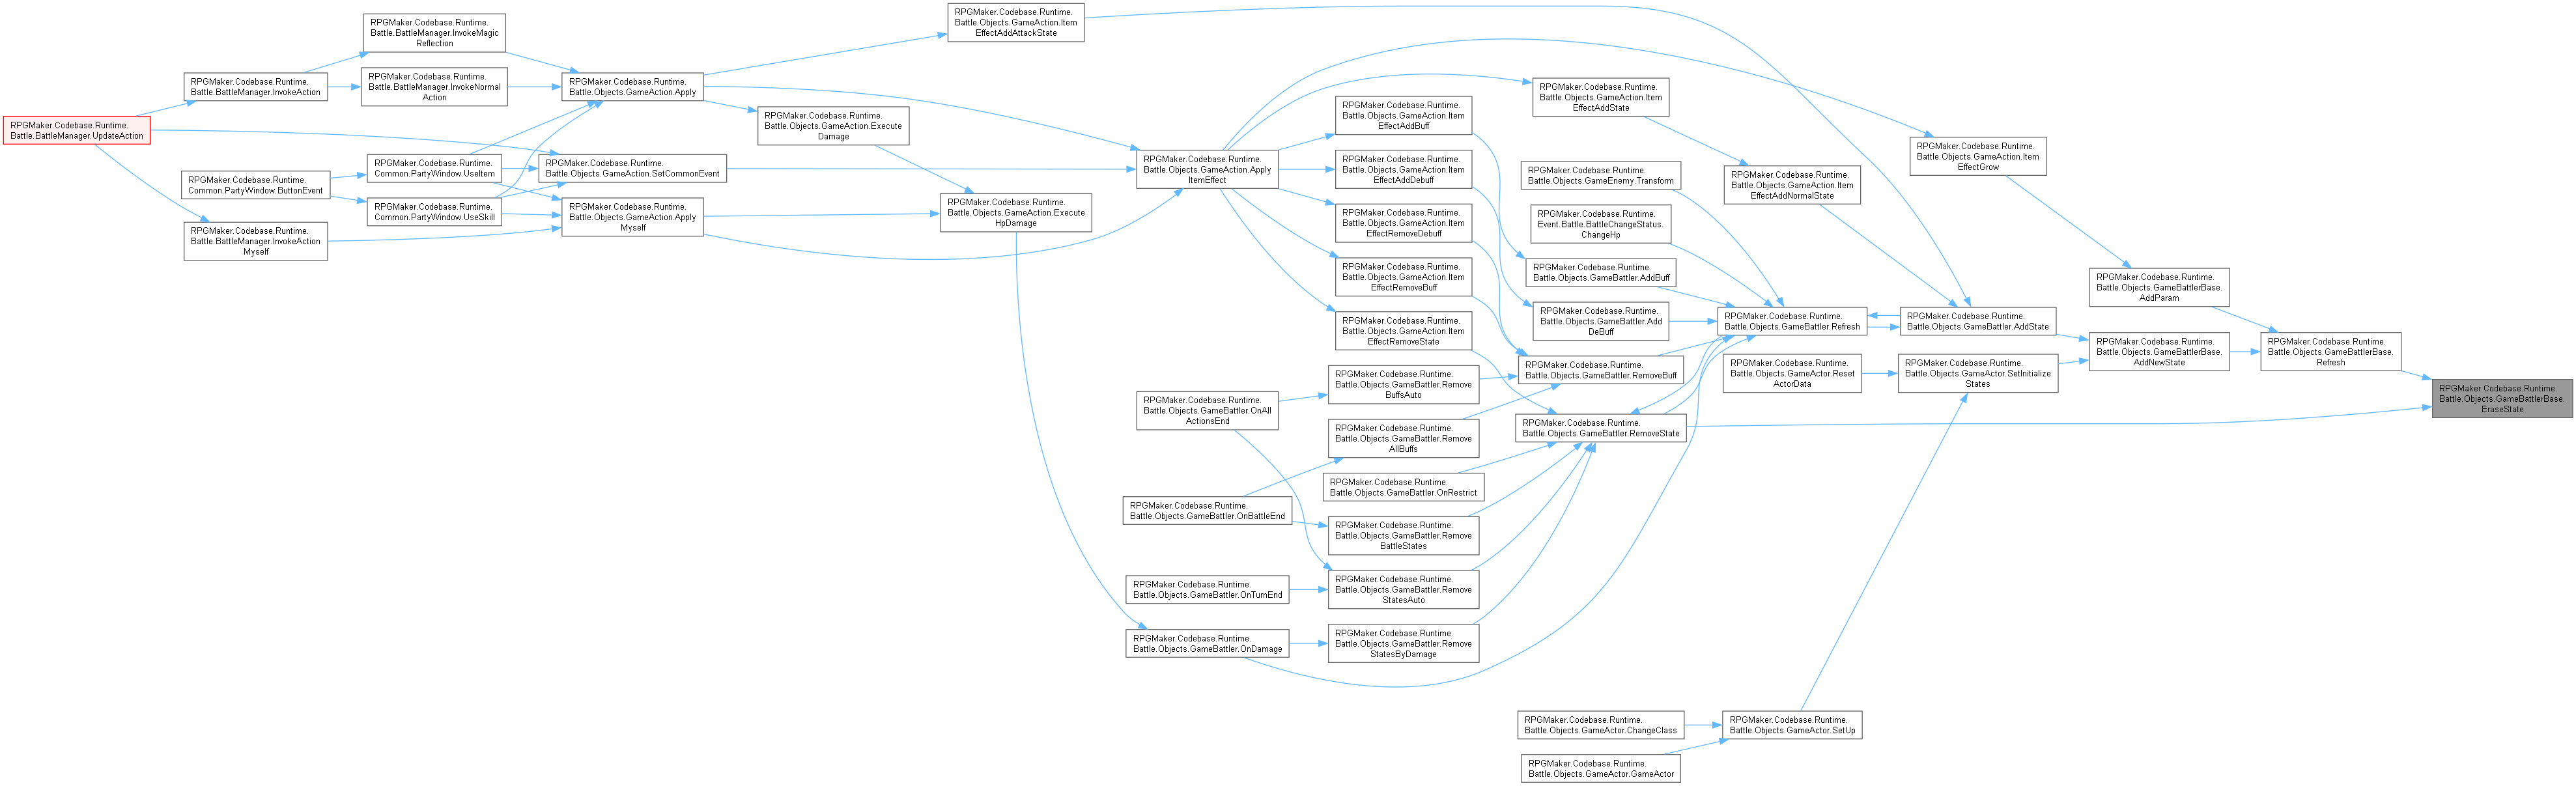 RPGMaker.Codebase.Runtime.
Battle.BattleManager.UpdateAction
RPGMaker.Codebase.Runtime.
Battle.BattleManager.InvokeAction
RPGMaker.Codebase.Runtime.
Common.PartyWindow.ButtonEvent
RPGMaker.Codebase.Runtime.
Battle.BattleManager.InvokeAction
Myself
RPGMaker.Codebase.Runtime.
Battle.BattleManager.InvokeMagic
Reflection
RPGMaker.Codebase.Runtime.
Battle.BattleManager.InvokeNormal
Action
RPGMaker.Codebase.Runtime.
Common.PartyWindow.UseItem
RPGMaker.Codebase.Runtime.
Common.PartyWindow.UseSkill
RPGMaker.Codebase.Runtime.
Battle.Objects.GameAction.Apply
RPGMaker.Codebase.Runtime.
Battle.Objects.GameAction.SetCommonEvent
RPGMaker.Codebase.Runtime.
Battle.Objects.GameAction.Apply
Myself
RPGMaker.Codebase.Runtime.
Battle.Objects.GameAction.Execute
Damage
RPGMaker.Codebase.Runtime.
Battle.Objects.GameAction.Item
EffectAddAttackState
RPGMaker.Codebase.Runtime.
Battle.Objects.GameAction.Execute
HpDamage
RPGMaker.Codebase.Runtime.
Battle.Objects.GameAction.Apply
ItemEffect
RPGMaker.Codebase.Runtime.
Battle.Objects.GameBattler.OnAll
ActionsEnd
RPGMaker.Codebase.Runtime.
Battle.Objects.GameBattler.OnBattleEnd
RPGMaker.Codebase.Runtime.
Battle.Objects.GameBattler.OnTurnEnd
RPGMaker.Codebase.Runtime.
Battle.Objects.GameBattler.OnDamage
RPGMaker.Codebase.Runtime.
Battle.Objects.GameAction.Item
EffectAddBuff
RPGMaker.Codebase.Runtime.
Battle.Objects.GameAction.Item
EffectAddDebuff
RPGMaker.Codebase.Runtime.
Battle.Objects.GameAction.Item
EffectRemoveDebuff
RPGMaker.Codebase.Runtime.
Battle.Objects.GameAction.Item
EffectRemoveBuff
RPGMaker.Codebase.Runtime.
Battle.Objects.GameAction.Item
EffectRemoveState
RPGMaker.Codebase.Runtime.
Battle.Objects.GameBattler.Remove
BuffsAuto
RPGMaker.Codebase.Runtime.
Battle.Objects.GameBattler.Remove
AllBuffs
RPGMaker.Codebase.Runtime.
Battle.Objects.GameBattler.OnRestrict
RPGMaker.Codebase.Runtime.
Battle.Objects.GameBattler.Remove
BattleStates
RPGMaker.Codebase.Runtime.
Battle.Objects.GameBattler.Remove
StatesAuto
RPGMaker.Codebase.Runtime.
Battle.Objects.GameBattler.Remove
StatesByDamage
RPGMaker.Codebase.Runtime.
Battle.Objects.GameAction.Item
EffectAddState
RPGMaker.Codebase.Runtime.
Battle.Objects.GameEnemy.Transform
RPGMaker.Codebase.Runtime.
Event.Battle.BattleChangeStatus.
ChangeHp
RPGMaker.Codebase.Runtime.
Battle.Objects.GameBattler.AddBuff
RPGMaker.Codebase.Runtime.
Battle.Objects.GameBattler.Add
DeBuff
RPGMaker.Codebase.Runtime.
Battle.Objects.GameBattler.RemoveBuff
RPGMaker.Codebase.Runtime.
Battle.Objects.GameBattler.RemoveState
RPGMaker.Codebase.Runtime.
Battle.Objects.GameActor.ChangeClass
RPGMaker.Codebase.Runtime.
Battle.Objects.GameActor.GameActor
RPGMaker.Codebase.Runtime.
Battle.Objects.GameAction.Item
EffectAddNormalState
RPGMaker.Codebase.Runtime.
Battle.Objects.GameBattler.Refresh
RPGMaker.Codebase.Runtime.
Battle.Objects.GameActor.Reset
ActorData
RPGMaker.Codebase.Runtime.
Battle.Objects.GameActor.SetUp
RPGMaker.Codebase.Runtime.
Battle.Objects.GameAction.Item
EffectGrow
RPGMaker.Codebase.Runtime.
Battle.Objects.GameBattler.AddState
RPGMaker.Codebase.Runtime.
Battle.Objects.GameActor.SetInitialize
States
RPGMaker.Codebase.Runtime.
Battle.Objects.GameBattlerBase.
AddParam
RPGMaker.Codebase.Runtime.
Battle.Objects.GameBattlerBase.
AddNewState
RPGMaker.Codebase.Runtime.
Battle.Objects.GameBattlerBase.
Refresh
RPGMaker.Codebase.Runtime.
Battle.Objects.GameBattlerBase.
EraseState